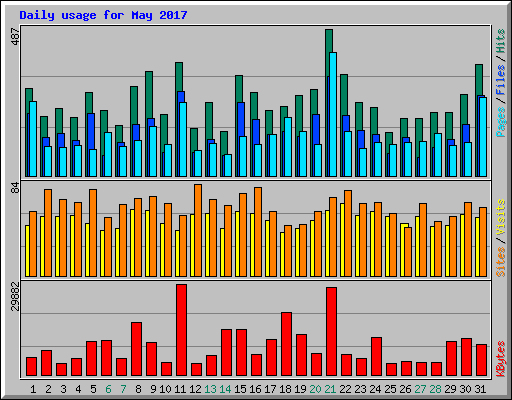 Daily usage for May 2017
487
Pages/Files/Hits
84
Sites/Visits
29882
KBytes
1 2 3 4 5 6 7 8 9 10 11 12 13 14 15 16 17 18 19 20 21 22 23 24 25 26 27 28 29 30 31